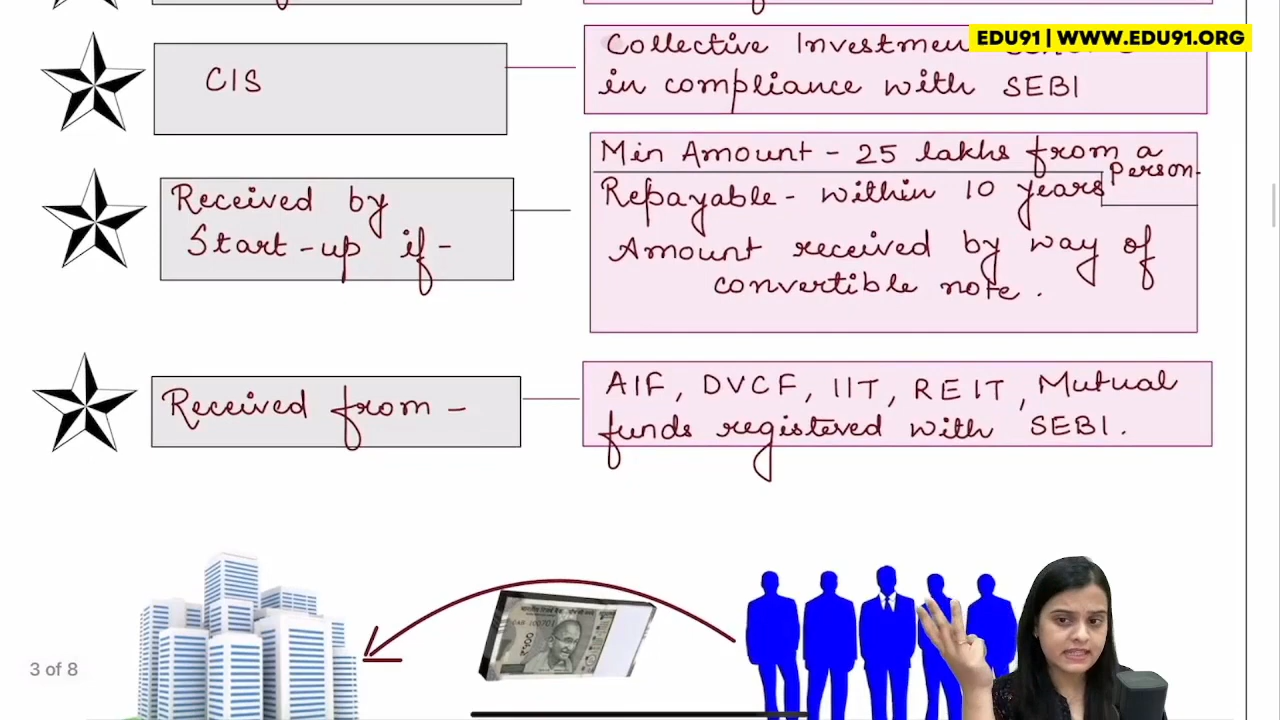 EDU91 | WWW.EDU91.ORG
CIS
Collective Investmen
in compliance with SEBI
Received by
Start-up if-
Min Amount - 25 lakhs from a
Person.
Repayable - within 10 years
Amount received by way of
convertible note.
Received from -
AIF, DVCF, IIT, REIT, Mutual
funds registered with SEBI.
3 of 8